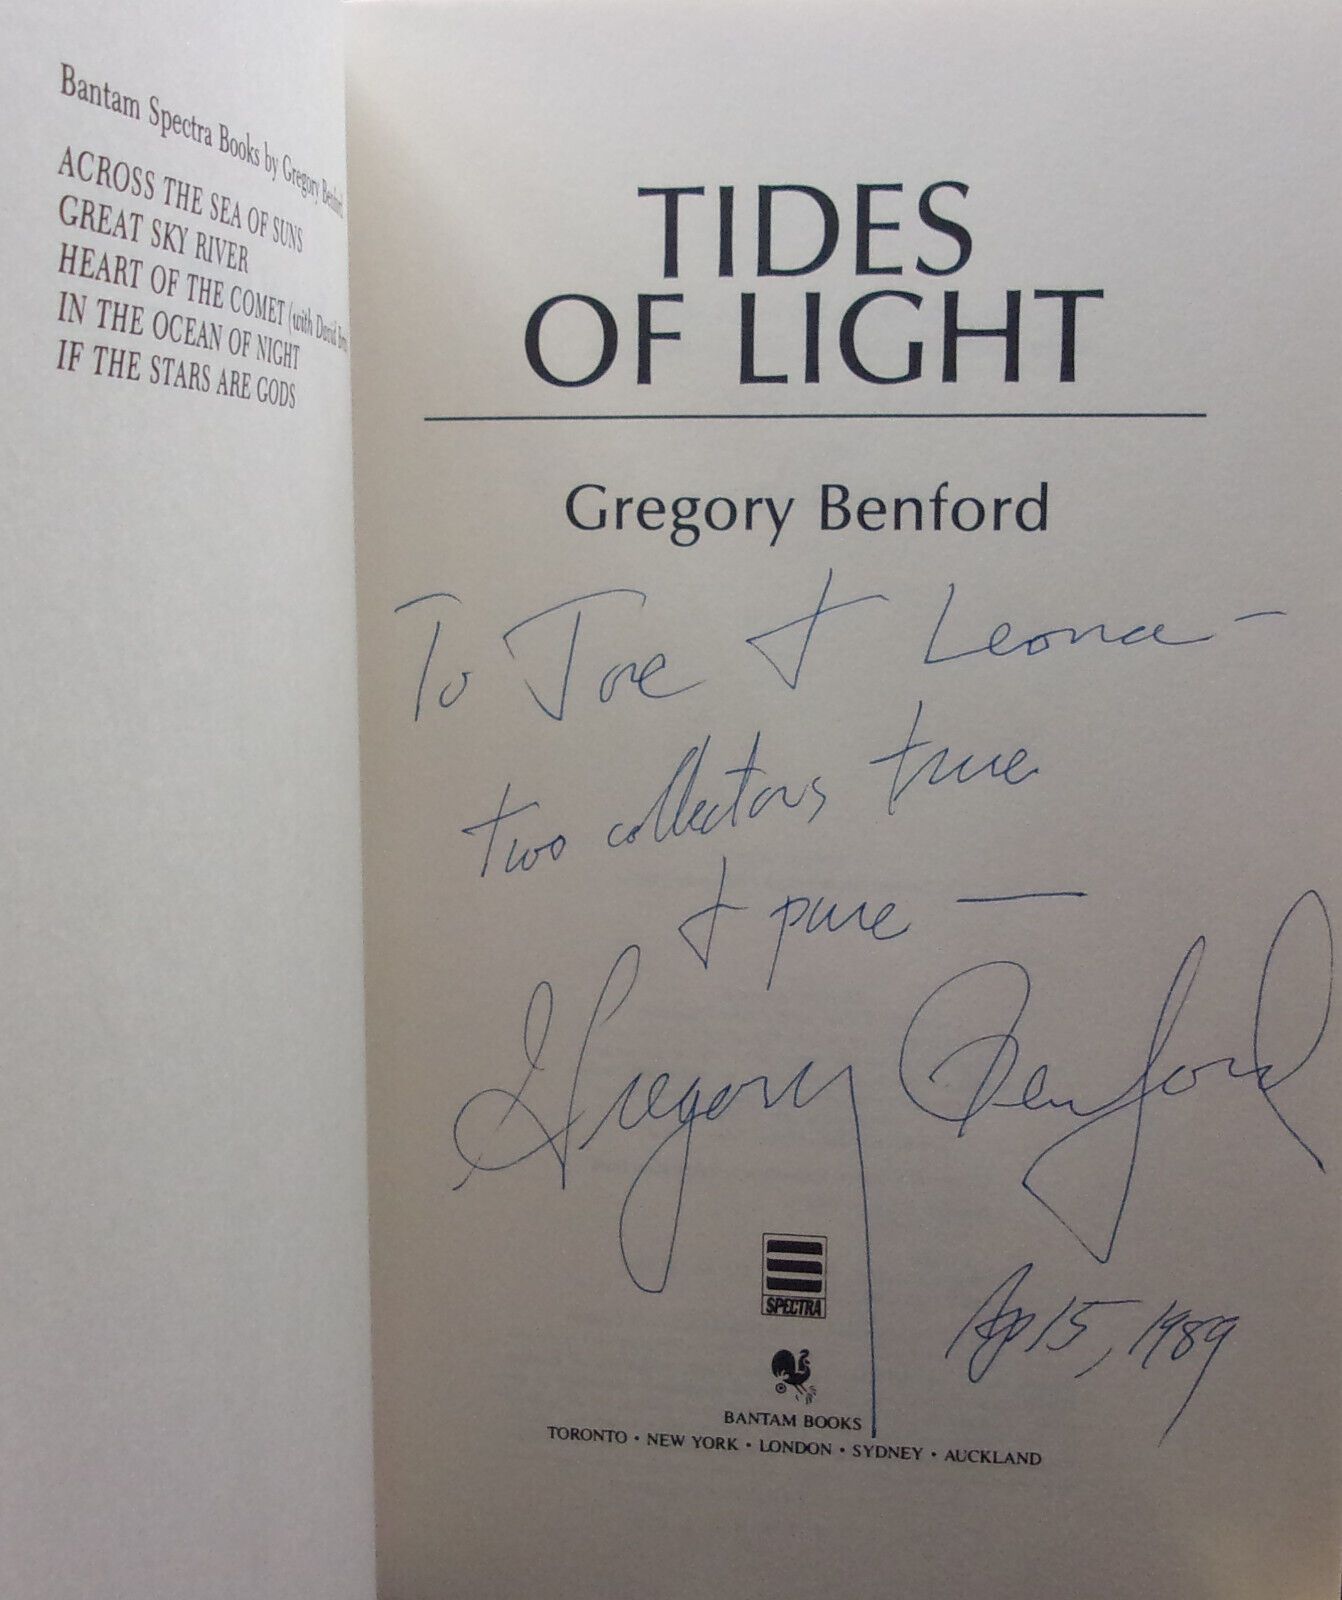 Bantam Spectra Books by Gregory Benford
ACROSS THE SEA OF SUNS
GREAT SKY RIVER
HEART OF THE COMET (with David
IN THE OCEAN OF NIGHT
IF THE STARS ARE GODS
TIDES
OF LIGHT
Gregory Benford
To Joe & Leona –
two collectors true
& pure —
Gregory Benford
Ap 15, 1989
SPECTRA
BANTAM BOOKS
TORONTO • NEW YORK • LONDON • SYDNEY • AUCKLAND